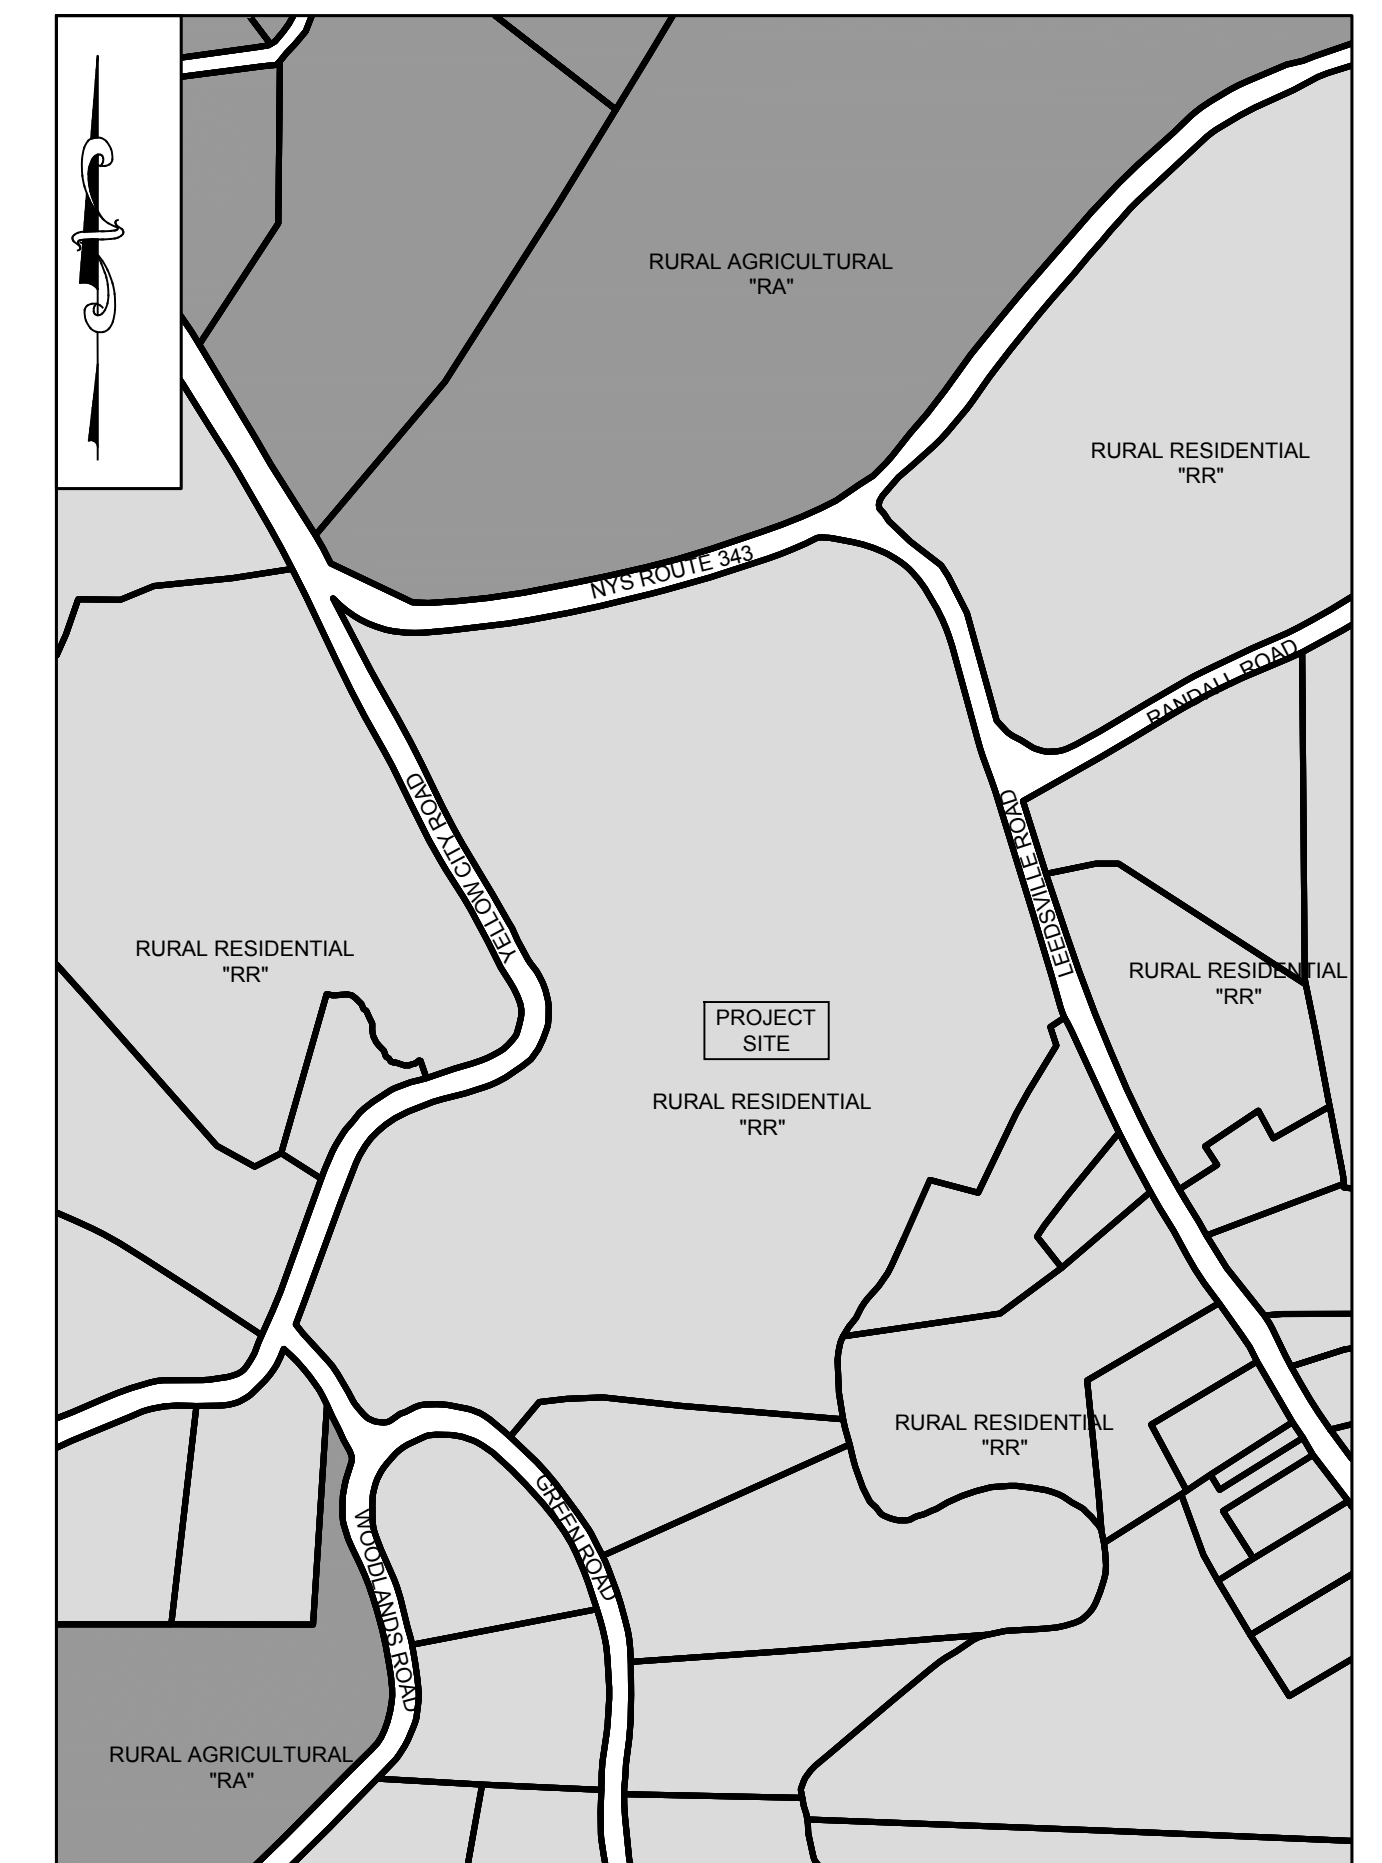 RURAL AGRICULTURAL
"RA"
RURAL RESIDENTIAL
"RR"
NYS ROUTE 343
RANDALL ROAD
YELLOW CITY ROAD
LEEDSVILLE ROAD
RURAL RESIDENTIAL
"RR"
RURAL RESIDENTIAL
"RR"
PROJECT
SITE
RURAL RESIDENTIAL
"RR"
RURAL RESIDENTIAL
"RR"
GREEN ROAD
WOODLANDS ROAD
RURAL AGRICULTURAL
"RA"